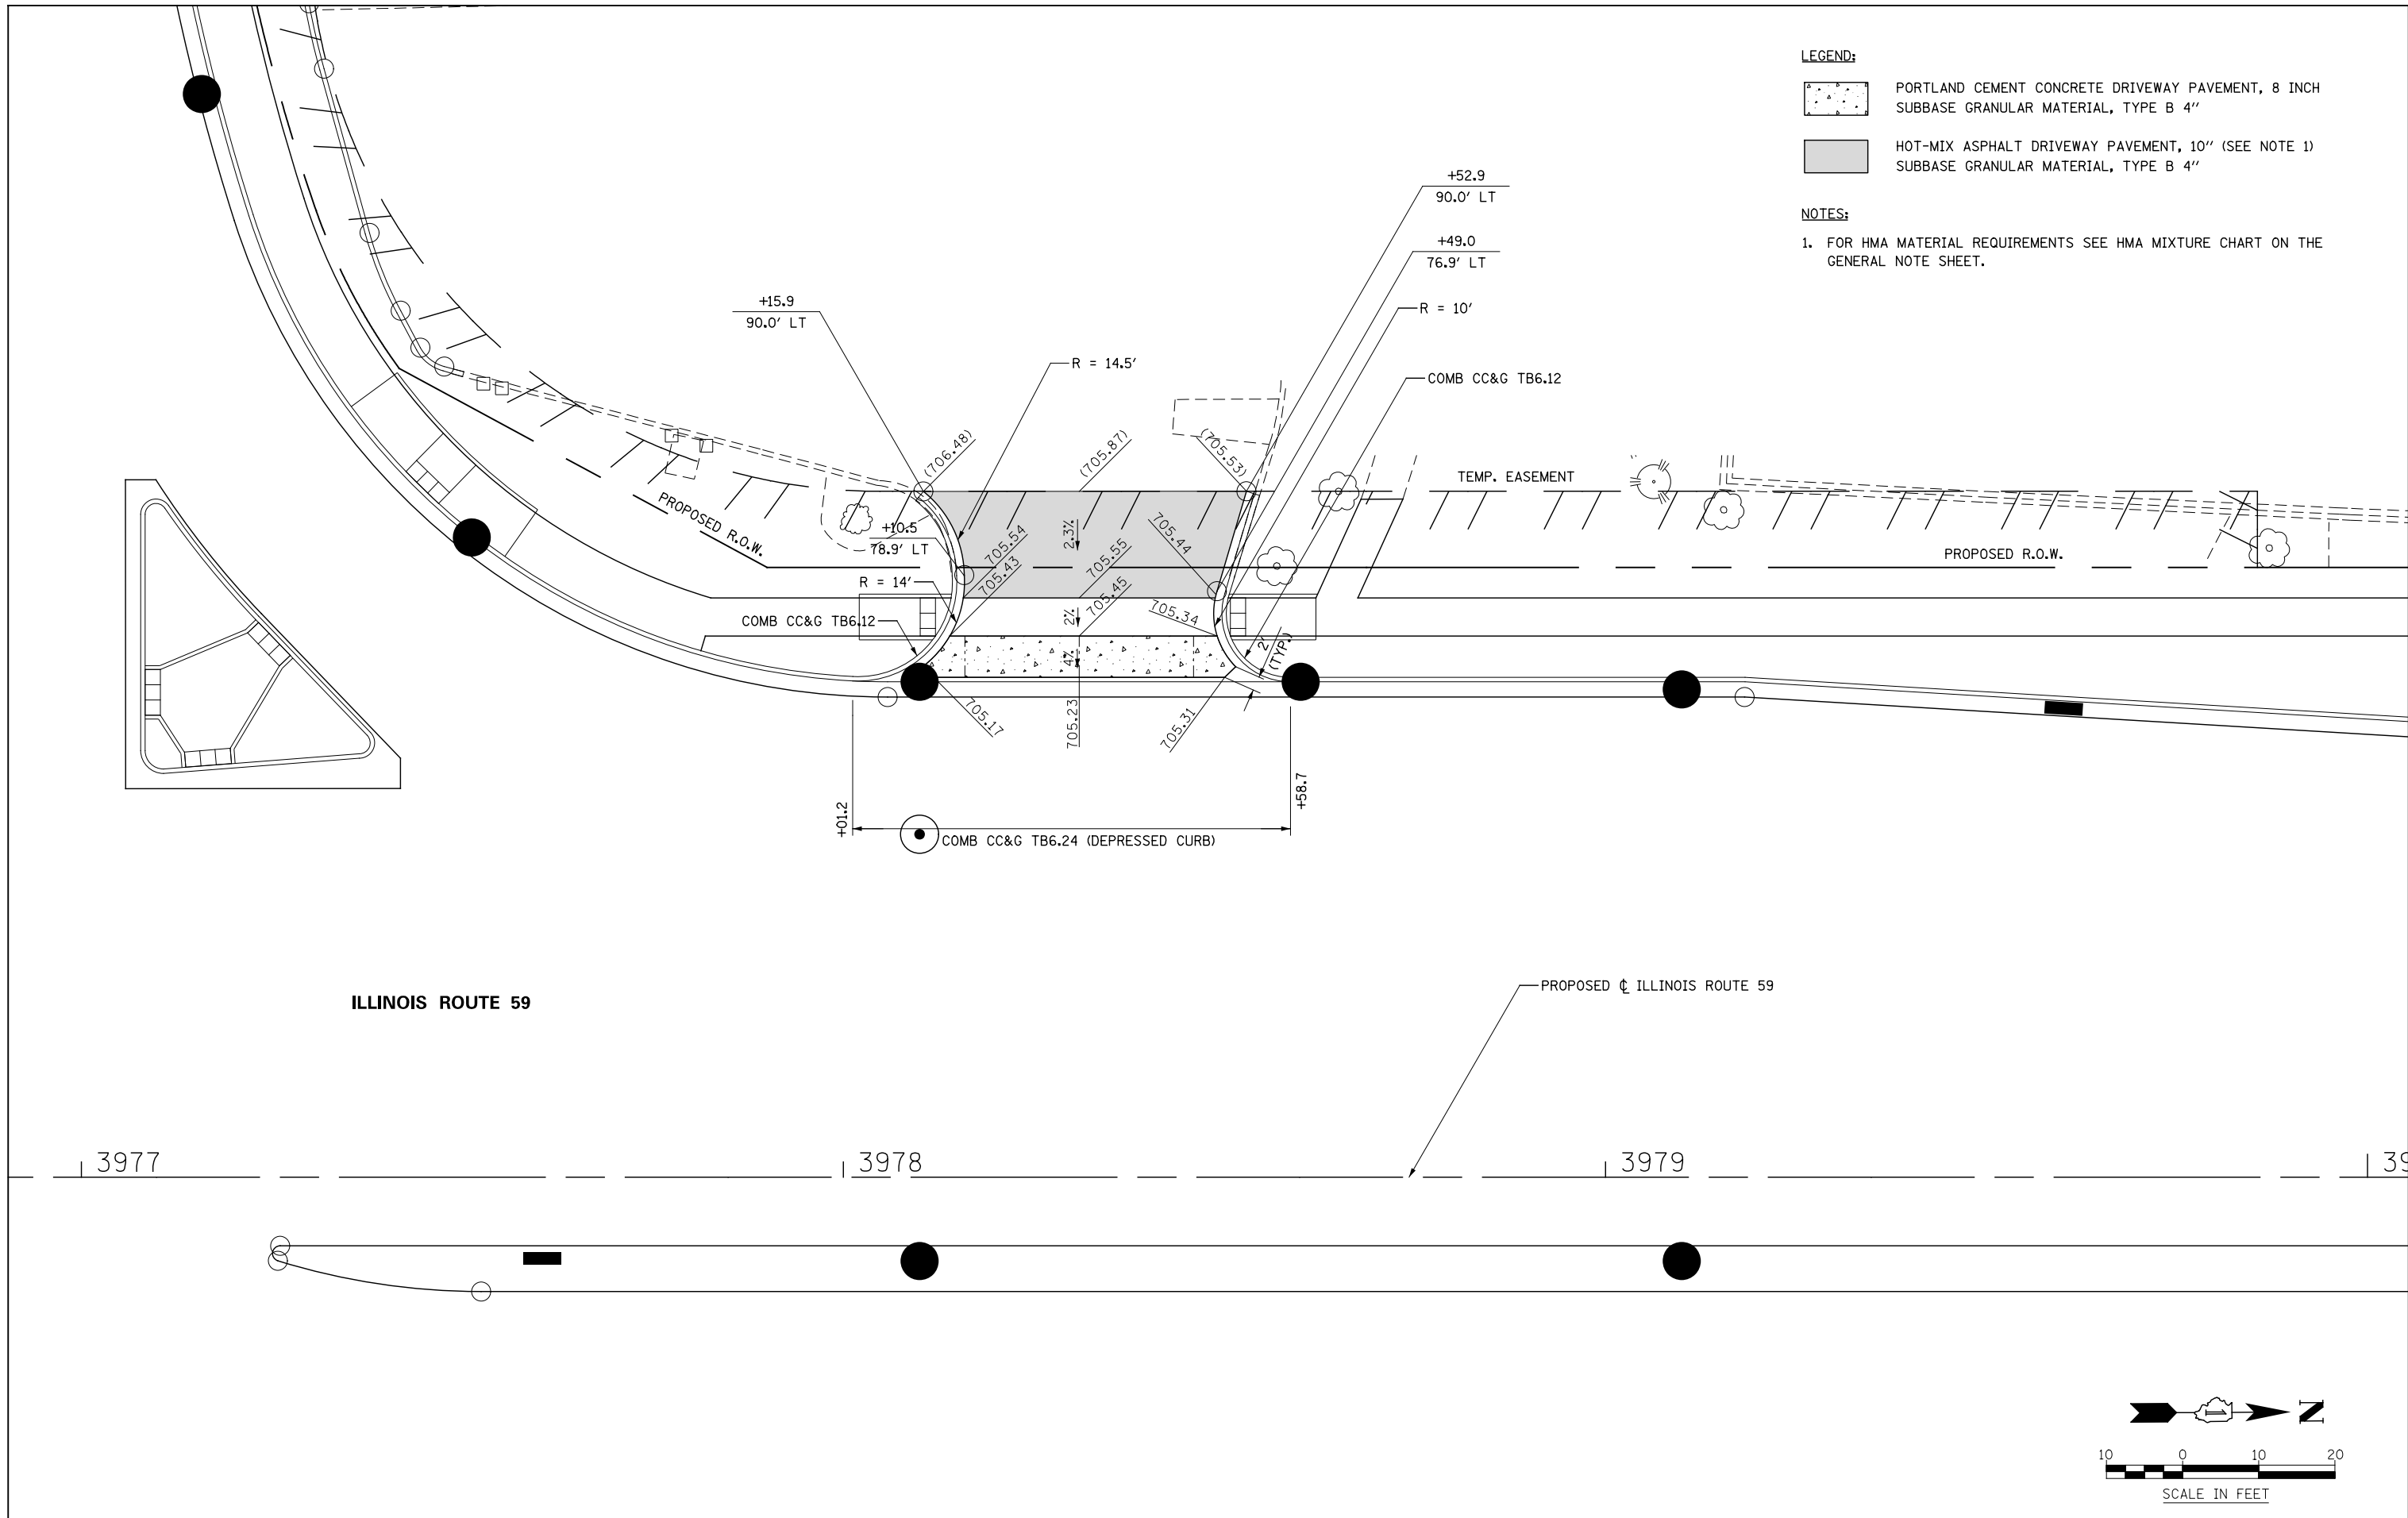 LEGEND:
PORTLAND CEMENT CONCRETE DRIVEWAY PAVEMENT, 8 INCH
SUBBASE GRANULAR MATERIAL, TYPE B 4"
HOT-MIX ASPHALT DRIVEWAY PAVEMENT, 10" (SEE NOTE 1)
SUBBASE GRANULAR MATERIAL, TYPE B 4"
NOTES:
1. FOR HMA MATERIAL REQUIREMENTS SEE HMA MIXTURE CHART ON THE
GENERAL NOTE SHEET.
+52.9
90.0' LT
+49.0
76.9' LT
R = 10'
+15.9
90.0' LT
R = 14.5'
COMB CC&G TB6.12
(706.48)
(705.87)
(705.53)
TEMP. EASEMENT
PROPOSED R.O.W.
+10.5
78.9' LT
705.54
705.43
2.3%
705.55
705.45
705.44
PROPOSED R.O.W.
R = 14'
COMB CC&G TB6.12
2%
705.34
4%
2'
(TYP.)
705.17
705.23
705.31
+01.2
+58.7
COMB CC&G TB6.24 (DEPRESSED CURB)
ILLINOIS ROUTE 59
PROPOSED ℄ ILLINOIS ROUTE 59
3977
3978
3979
39
N
10 0 10 20
SCALE IN FEET